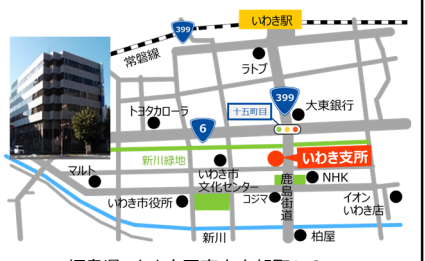 いわき駅
399
常磐線
ラトブ
399
トヨタカローラ
十五町目
大東銀行
6
いわき支所
新川緑地
いわき市
文化センター
マルト
NHK
鹿島街道
いわき市役所
コジマ
イオン
いわき店
新川
柏屋